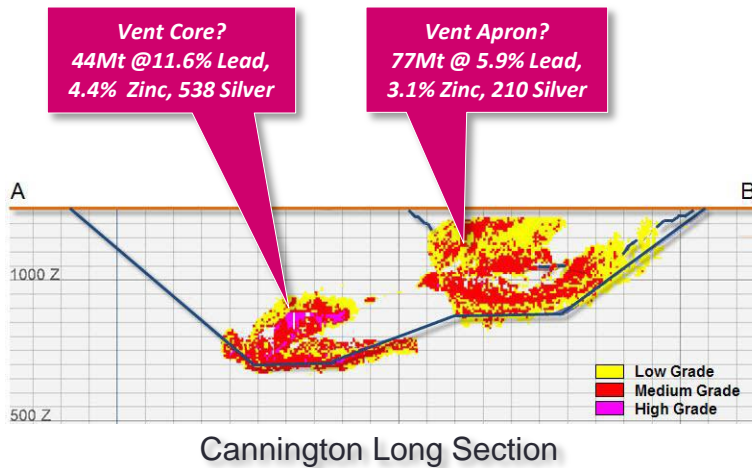 Vent Core?
44Mt @11.6% Lead,
4.4% Zinc, 538 Silver
Vent Apron?
77Mt @ 5.9% Lead,
3.1% Zinc, 210 Silver
A
B
1000 Z
500 Z
Low Grade
Medium Grade
High Grade
Cannington Long Section